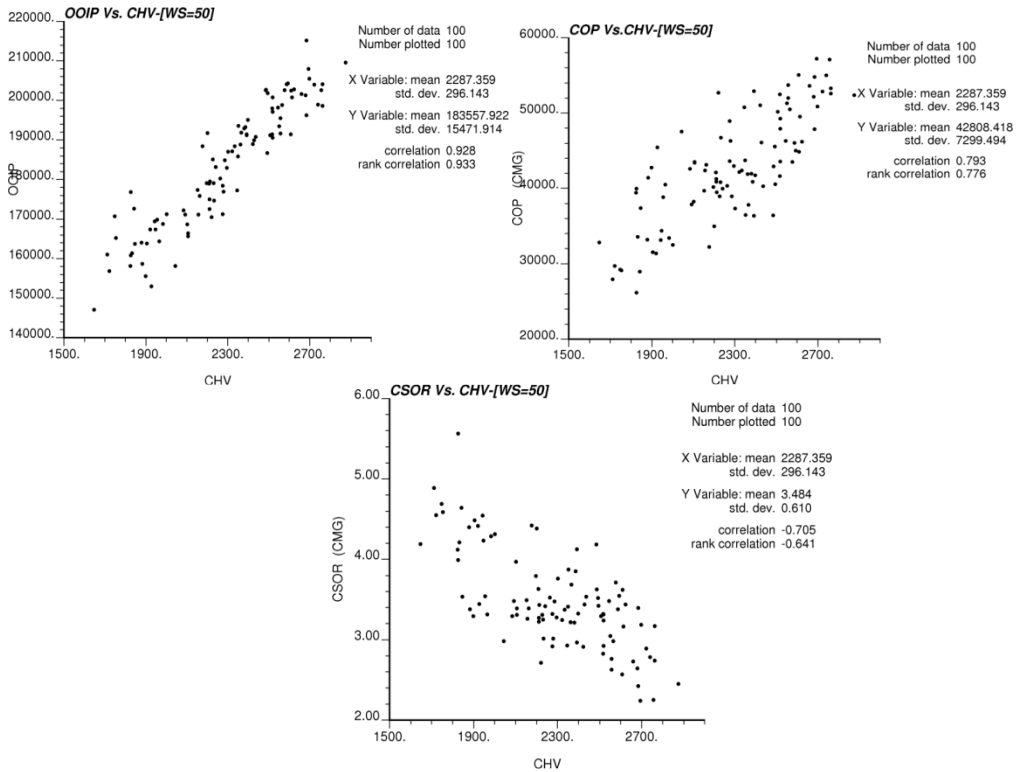 OOIP Vs. CHV-[WS=50]
220000.
210000.
200000.
190000.
180000.
170000.
160000.
150000.
140000.
OOIP
1500. 1900. 2300. 2700.
CHV
Number of data 100
Number plotted 100
X Variable: mean 2287.359
std. dev. 296.143
Y Variable: mean 183557.922
std. dev. 15471.914
correlation 0.928
rank correlation 0.933
COP Vs.CHV-[WS=50]
60000.
50000.
40000.
30000.
20000.
COP (CMG)
1500. 1900. 2300. 2700.
CHV
Number of data 100
Number plotted 100
X Variable: mean 2287.359
std. dev. 296.143
Y Variable: mean 42808.418
std. dev. 7299.494
correlation 0.793
rank correlation 0.776
CSOR Vs. CHV-[WS=50]
6.00
5.00
4.00
3.00
2.00
CSOR (CMG)
1500. 1900. 2300. 2700.
CHV
Number of data 100
Number plotted 100
X Variable: mean 2287.359
std. dev. 296.143
Y Variable: mean 3.484
std. dev. 0.610
correlation -0.705
rank correlation -0.641